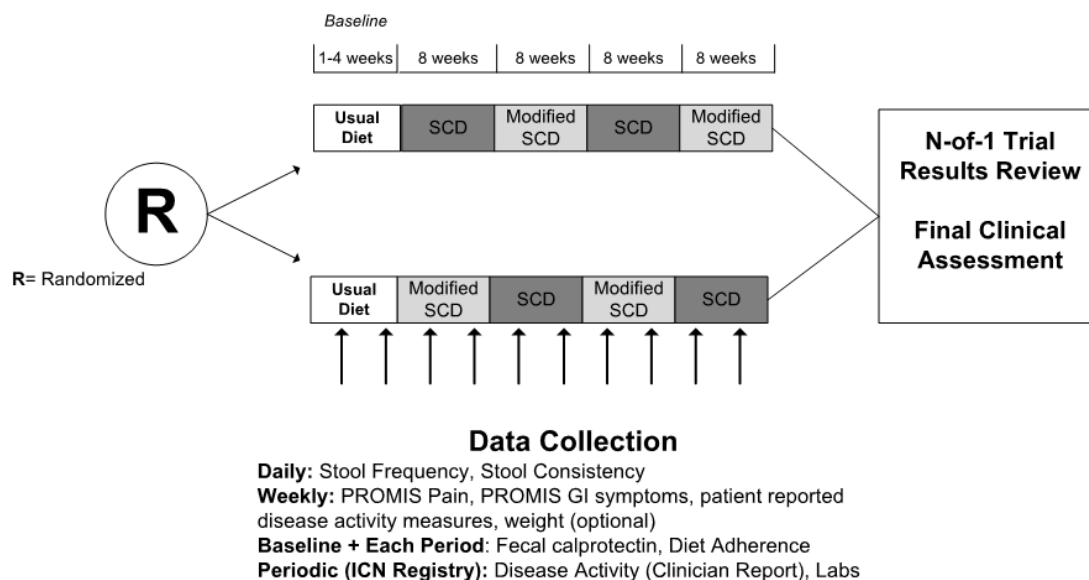 Baseline
1-4 weeks 8 weeks 8 weeks 8 weeks 8 weeks
Usual Diet SCD Modified SCD SCD Modified SCD
R
R= Randomized
Usual Diet Modified SCD SCD Modified SCD SCD
N-of-1 Trial
Results Review
Final Clinical
Assessment
Data Collection
Daily: Stool Frequency, Stool Consistency
Weekly: PROMIS Pain, PROMIS GI symptoms, patient reported
disease activity measures, weight (optional)
Baseline + Each Period: Fecal calprotectin, Diet Adherence
Periodic (ICN Registry): Disease Activity (Clinician Report), Labs